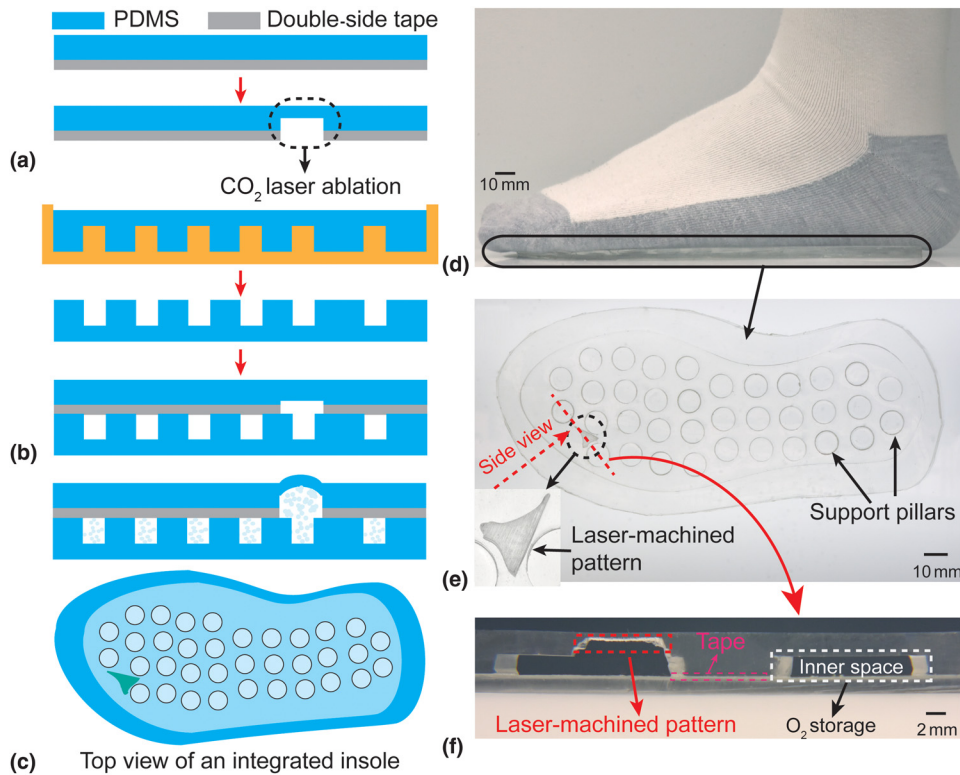 PDMS
Double-side tape
(a)
CO₂ laser ablation
(b)
(c)
Top view of an integrated insole
10 mm
(d)
Side view
Support pillars
Laser-machined
pattern
(e)
10 mm
Tape
Inner space
Laser-machined pattern
O₂ storage
2 mm
(f)